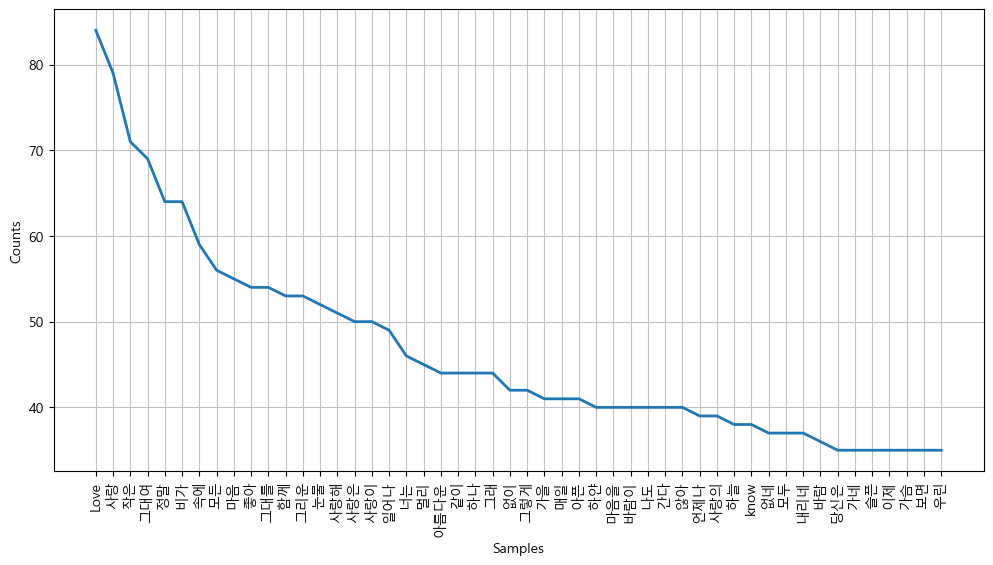 Counts
80
70
60
50
40
Love
사랑
작은
그대여
정말
비가
속에
모든
마음
좋아
그대를
함께
그리운
눈물
사랑해
사랑은
사랑이
일어나
너는
멀리
아름다운
같이
하나
그래
없이
그렇게
가을
매일
아픈
하얀
마음을
바람이
나도
간다
않아
언제나
사랑의
하늘
know
없네
모두
내리네
바람
당신은
가네
슬픈
이제
가슴
보면
우린
Samples